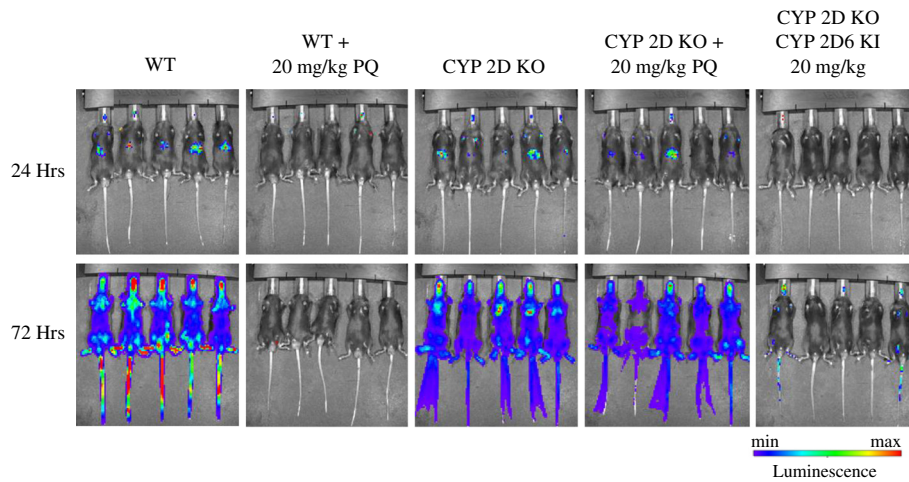 WT
WT +
20 mg/kg PQ
CYP 2D KO
CYP 2D KO +
20 mg/kg PQ
CYP 2D KO
CYP 2D6 KI
20 mg/kg
24 Hrs
72 Hrs
min
max
Luminescence